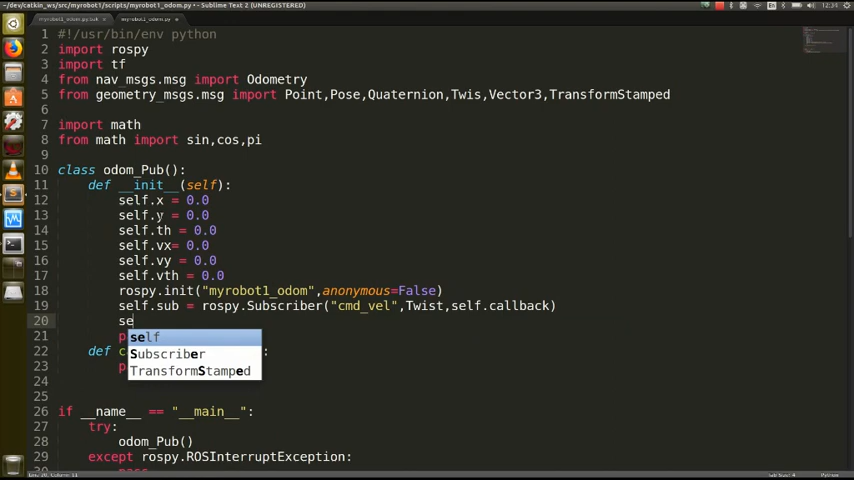 ~/dev/catkin_ws/src/myrobot1/scripts/myrobot1_odom.py • - Sublime Text 2 (UNREGISTERED)
12:34
myrobot1_odom.py
1 #!/usr/bin/env python
2 import rospy
3 import tf
4 from nav_msgs.msg import Odometry
5 from geometry_msgs.msg import Point,Pose,Quaternion,Twis,Vector3,TransformStamped
6
7 import math
8 from math import sin,cos,pi
9
10 class odom_Pub():
11 def __init__(self):
12 self.x = 0.0
13 self.y = 0.0
14 self.th = 0.0
15 self.vx= 0.0
16 self.vy = 0.0
17 self.vth = 0.0
18 rospy.init("myrobot1_odom",anonymous=False)
19 self.sub = rospy.Subscriber("cmd_vel",Twist,self.callback)
20 se
21 p
self
22 def c :
Subscriber
23 p
TransformStamped
24
25
26 if __name__ == "__main__":
27 try:
28 odom_Pub()
29 except rospy.ROSInterruptException:
30 pass
Python